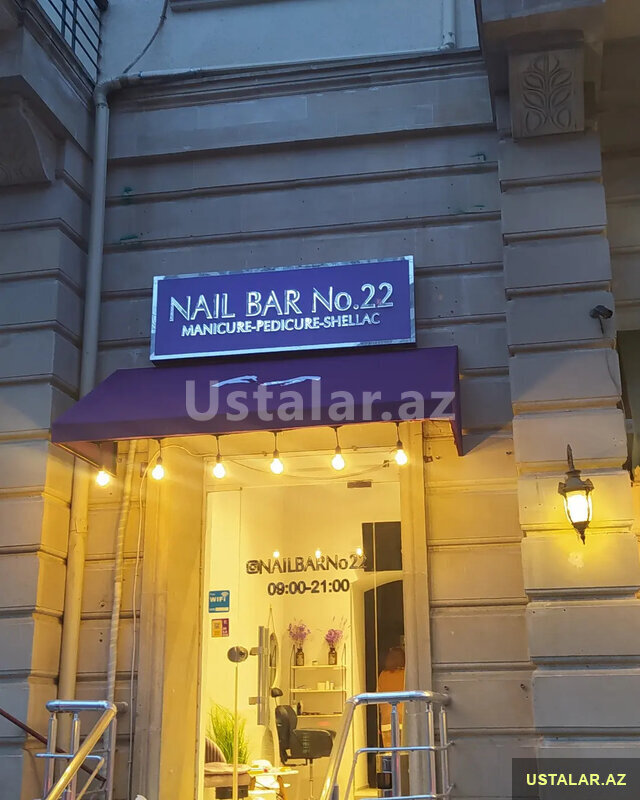 NAIL BAR No.22
MANICURE-PEDICURE-SHELLAC
Ustalar.az
@NAILBARNo22
09:00-21:00
WiFi
USTALAR.AZ